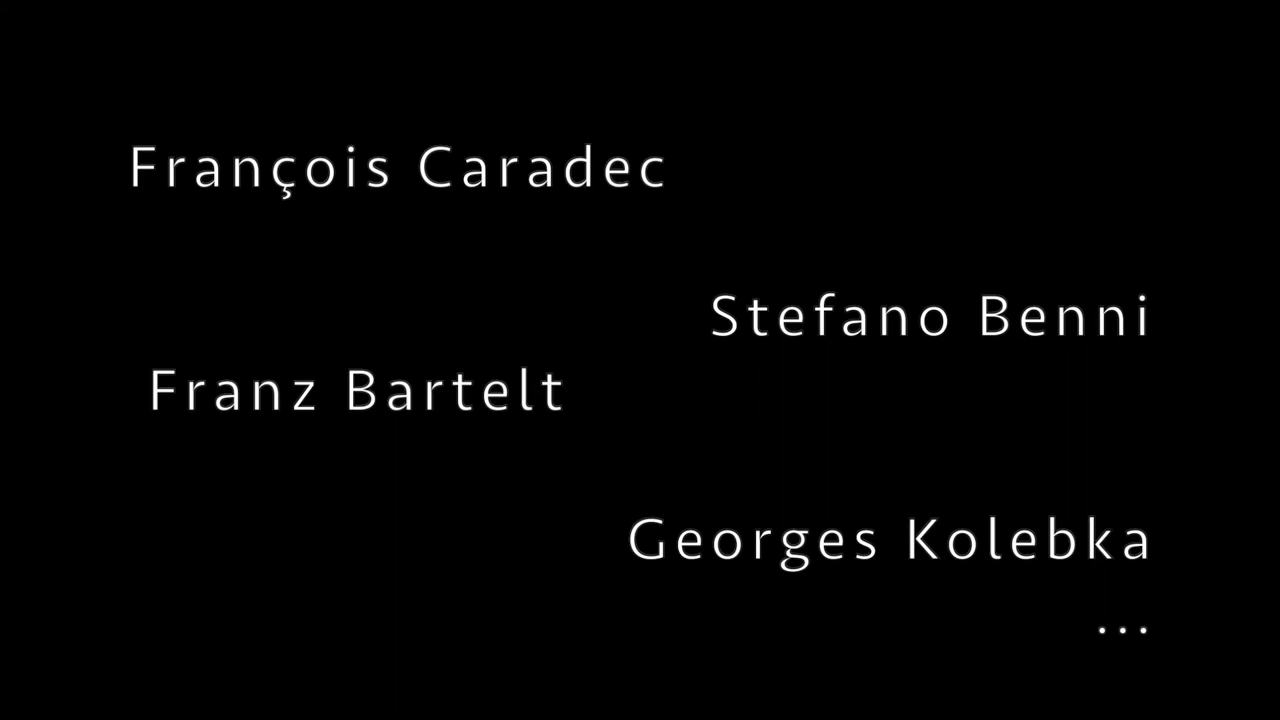 François Caradec
Stefano Benni
Franz Bartelt
Georges Kolebka
...